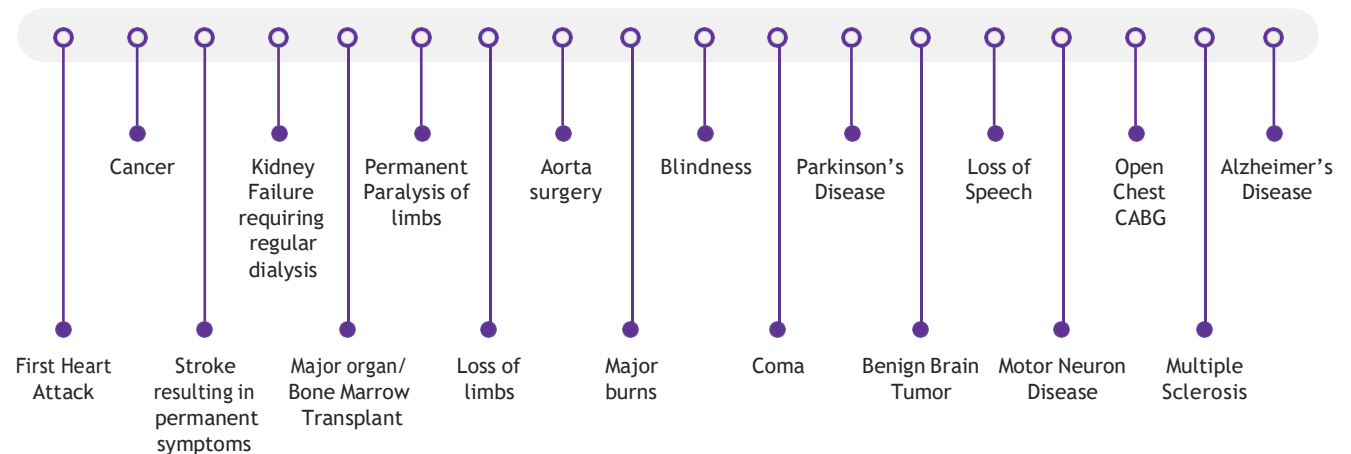 Cancer
Kidney
Failure
requiring
regular
dialysis
Permanent
Paralysis of
limbs
Aorta
surgery
Blindness
Parkinson’s
Disease
Loss of
Speech
Open
Chest
CABG
Alzheimer’s
Disease
First Heart
Attack
Stroke
resulting in
permanent
symptoms
Major organ/
Bone Marrow
Transplant
Loss of
limbs
Major
burns
Coma
Benign Brain
Tumor
Motor Neuron
Disease
Multiple
Sclerosis